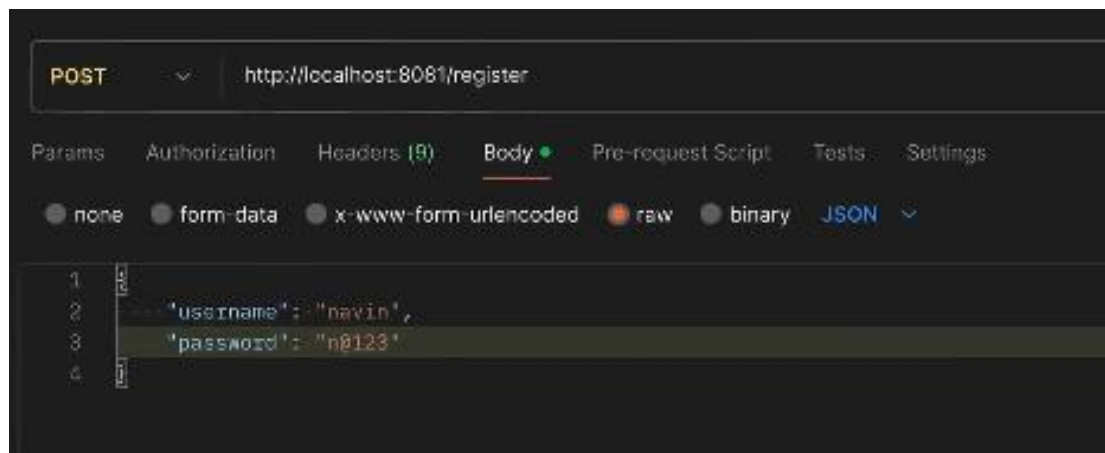 POST http://localhost:8081/register
Params Authorization Headers (9) Body Pre-request Script Tests Settings
none form-data x-www-form-urlencoded raw binary JSON
1 {
2 "username": "navin",
3 "password": "n@123"
4 }